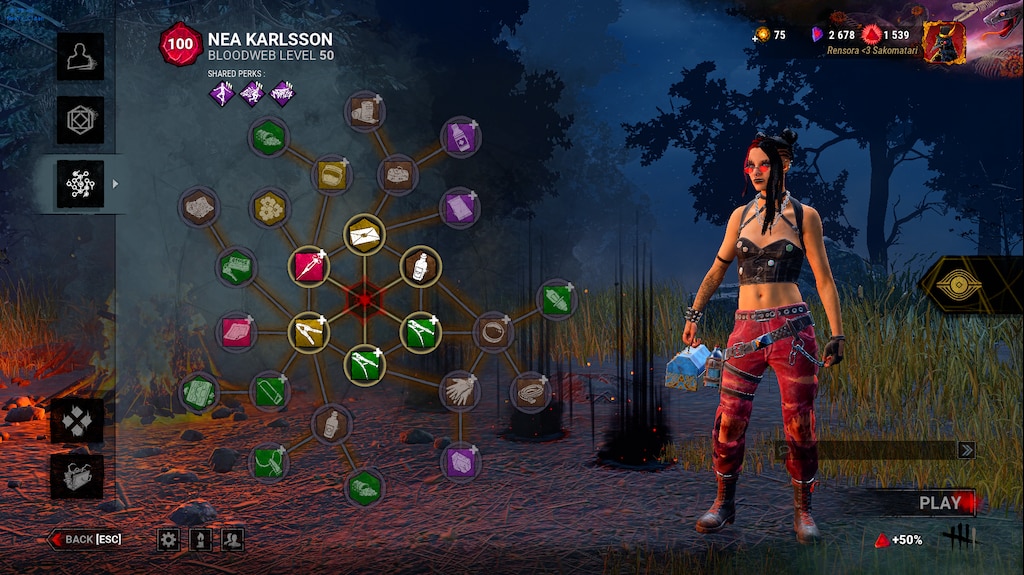 100
NEA KARLSSON
BLOODWEB LEVEL 50
SHARED PERKS :
75
2 678
1 539
Rensora <3 Sakomatari
PLAY
BACK [ESC]
+50%